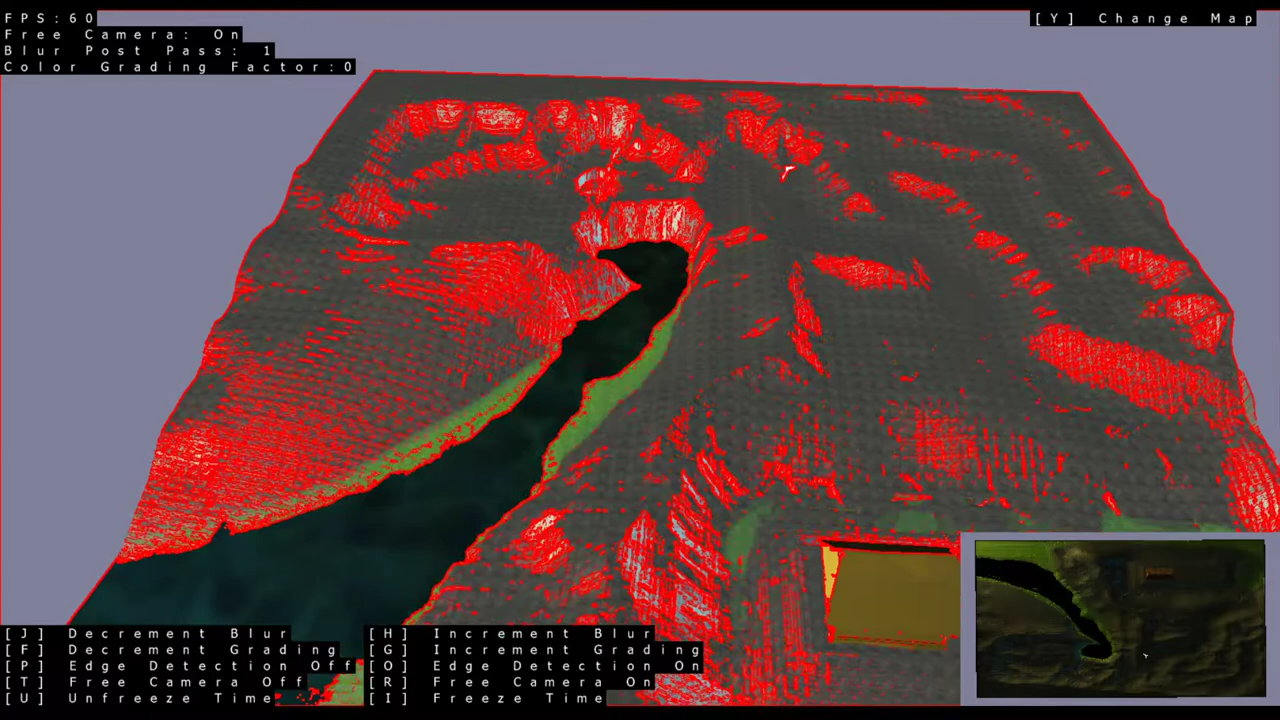 FPS:60
[Y] Change Map
Free Camera: On
Blur Post Pass: 1
Color Grading Factor:0
[J] Decrement Blur
[H] Increment Blur
[F] Decrement Grading
[G] Increment Grading
[P] Edge Detection Off
[O] Edge Detection On
[T] Free Camera Off
[R] Free Camera On
[U] Unfreeze Time
[I] Freeze Time